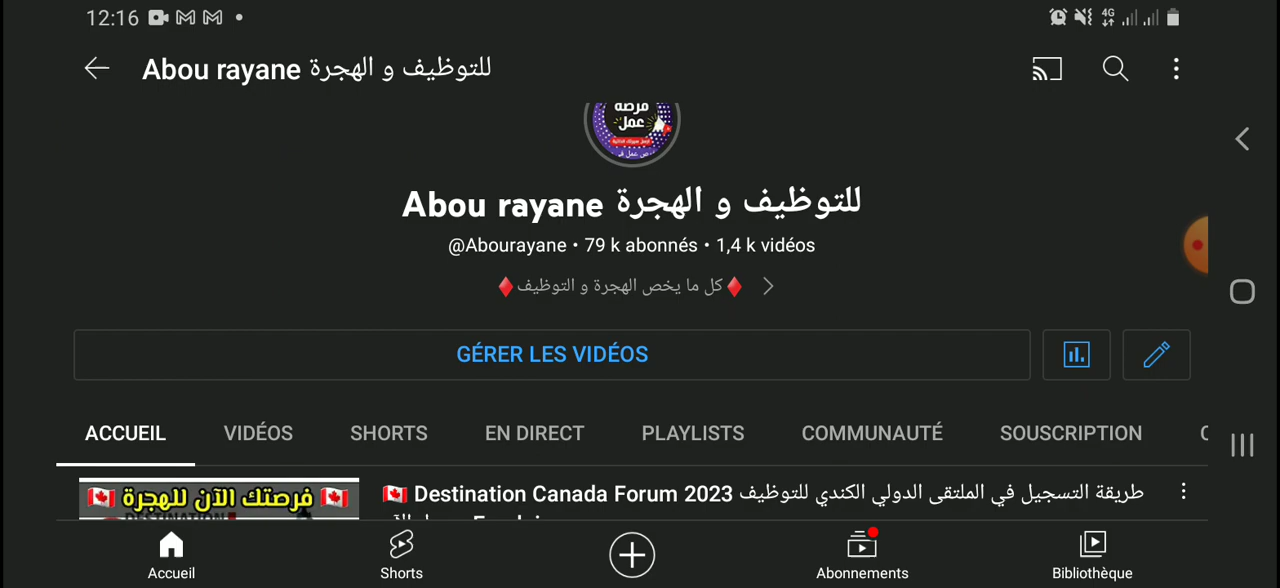 12:16
4G
Abou rayane للتوظيف و الهجرة
فرصة
عمل
Abou rayane للتوظيف و الهجرة
@Abourayane • 79 k abonnés • 1,4 k vidéos
♦️كل ما يخص الهجرة و التوظيف♦️
GÉRER LES VIDÉOS
ACCUEIL VIDÉOS SHORTS EN DIRECT PLAYLISTS COMMUNAUTÉ SOUSCRIPTION
🇨🇦 فرصتك الآن للهجرة 🇨🇦
DESTINATION
🇨🇦 Destination Canada Forum 2023 طريقة التسجيل في الملتقى الدولي الكندي للتوظيف
Accueil Shorts Abonnements Bibliothèque